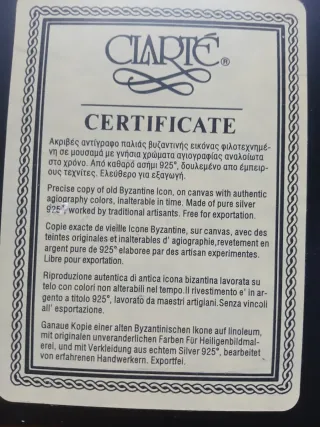 CLARTÉ®
CERTIFICATE
Ακριβές αντίγραφο παλιάς βυζαντινής εικόνας φιλοτεχνημέ-
νη σε μουσαμά με γνήσια χρώματα αγιογραφίας αναλοίωτα
στο χρόνο. Από καθαρό ασήμι 925°, δουλεμένο απο έμπει-
ρους τεχνίτες. Ελεύθερο για εξαγωγή.
Precise copy of old Byzantine Icon, on canvas with authentic
agiography colors, Inalterable in time. Made of pure silver
925°, worked by traditional artisants. Free for exportation.
Copie exacte de vieille Icone Byzantine, sur canvas, avec des
teintes originales et inalterables d' agiographie,revetement en
argent pure de 925° elaboree par des artisan experimentes.
Libre pour exportation.
Riproduzione autentica di antica icona bizantina lavorata su
telo con colori non alterabili nel tempo.Il rivestimento e' in ar-
gento a titolo 925°, lavorato da maestri artigiani.Senza vincoli
all' esportazione.
Ganaue Kopie einer alten Byzantinischen Ikone auf linoleum,
mit originalen unveranderlichen Farben Für Heiligenbildmal-
erei, und mit Verkleidung aus echtem Silver 925°, bearbeitet
von erfahrenen Handwerkern. Exportfei.